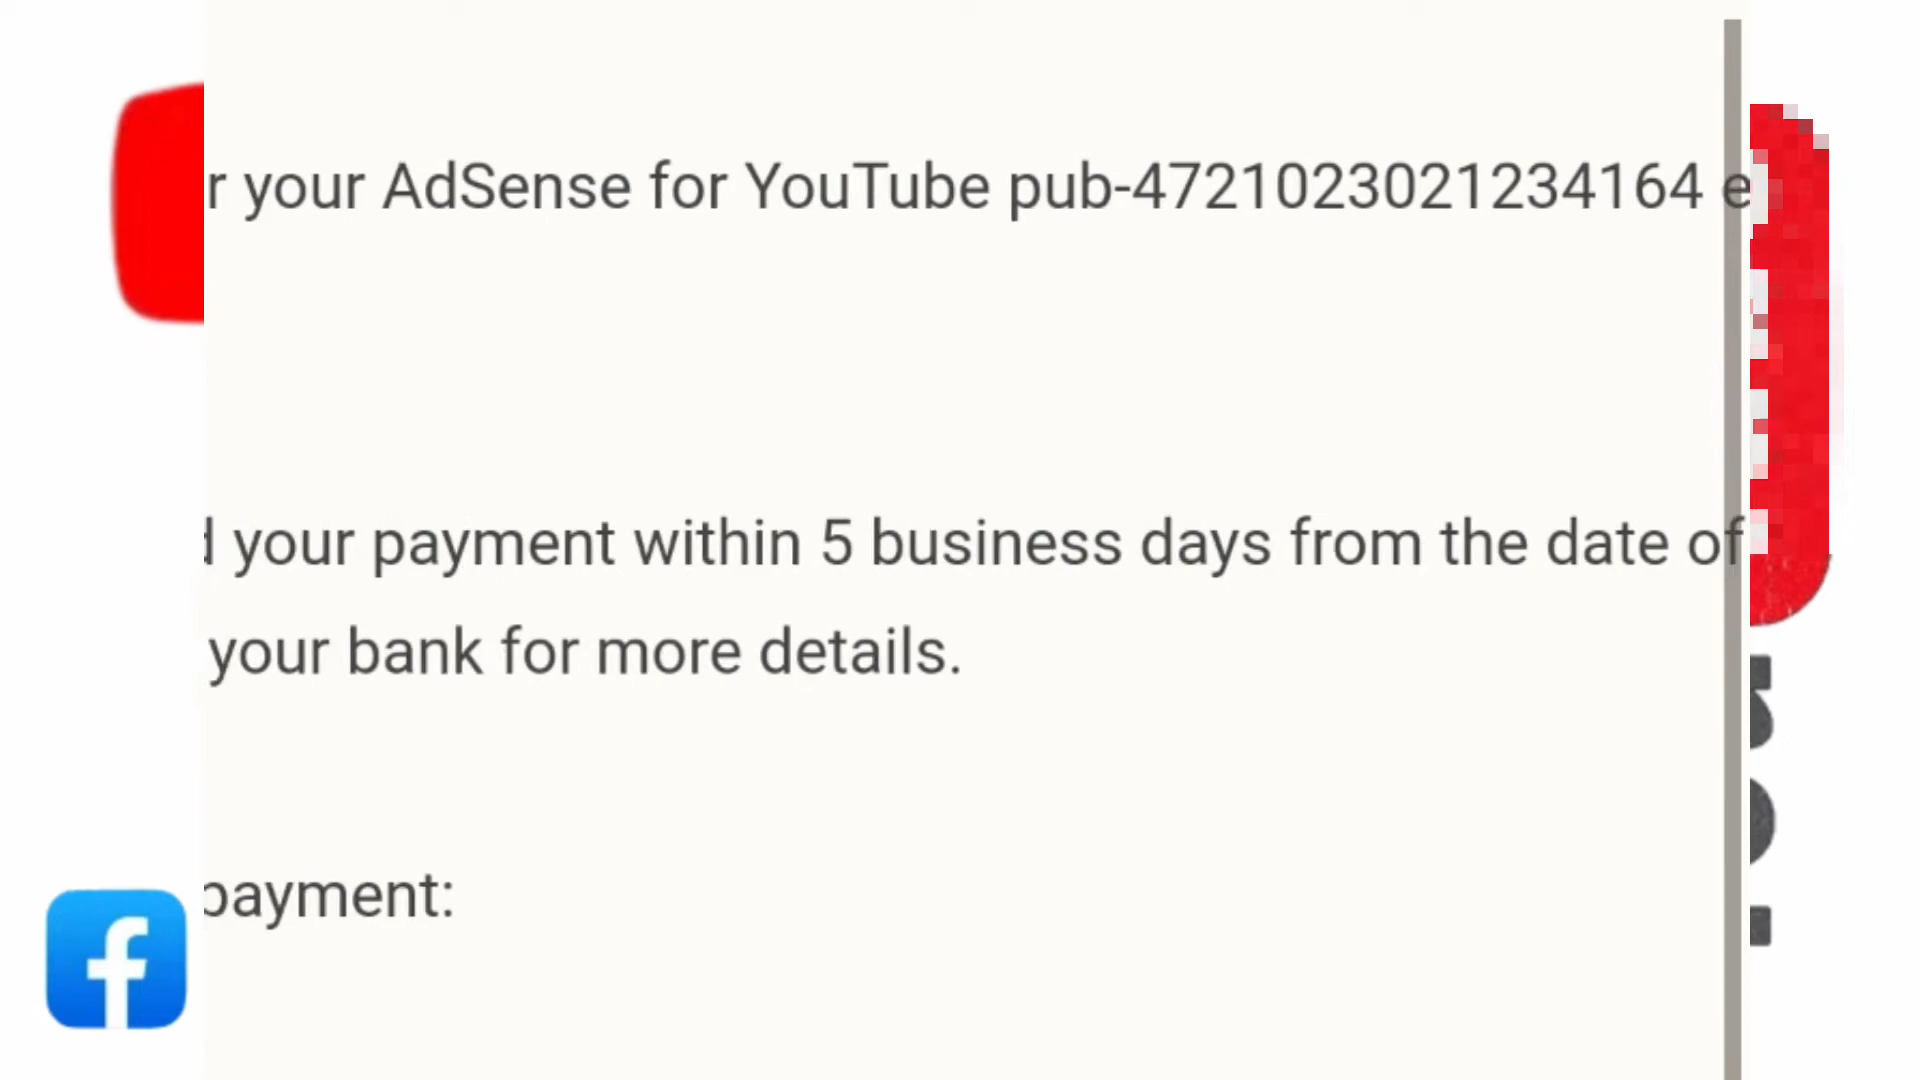 r your AdSense for YouTube pub-4721023021234164 e
d your payment within 5 business days from the date of
your bank for more details.
payment: